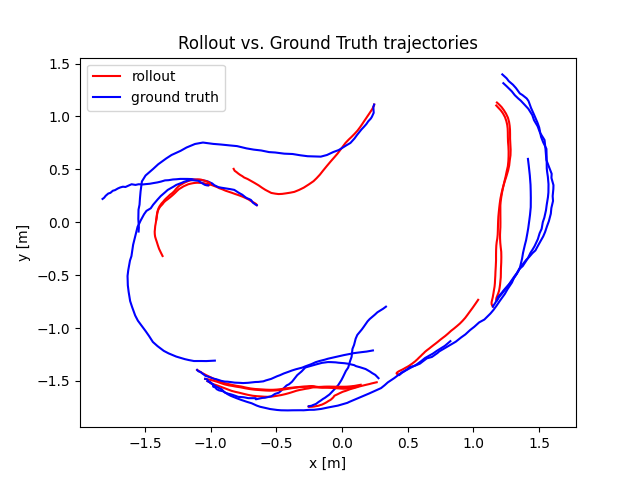 Rollout vs. Ground Truth trajectories
rollout
ground truth
1.5
1.0
0.5
0.0
−0.5
−1.0
−1.5
y [m]
−1.5 −1.0 −0.5 0.0 0.5 1.0 1.5
x [m]